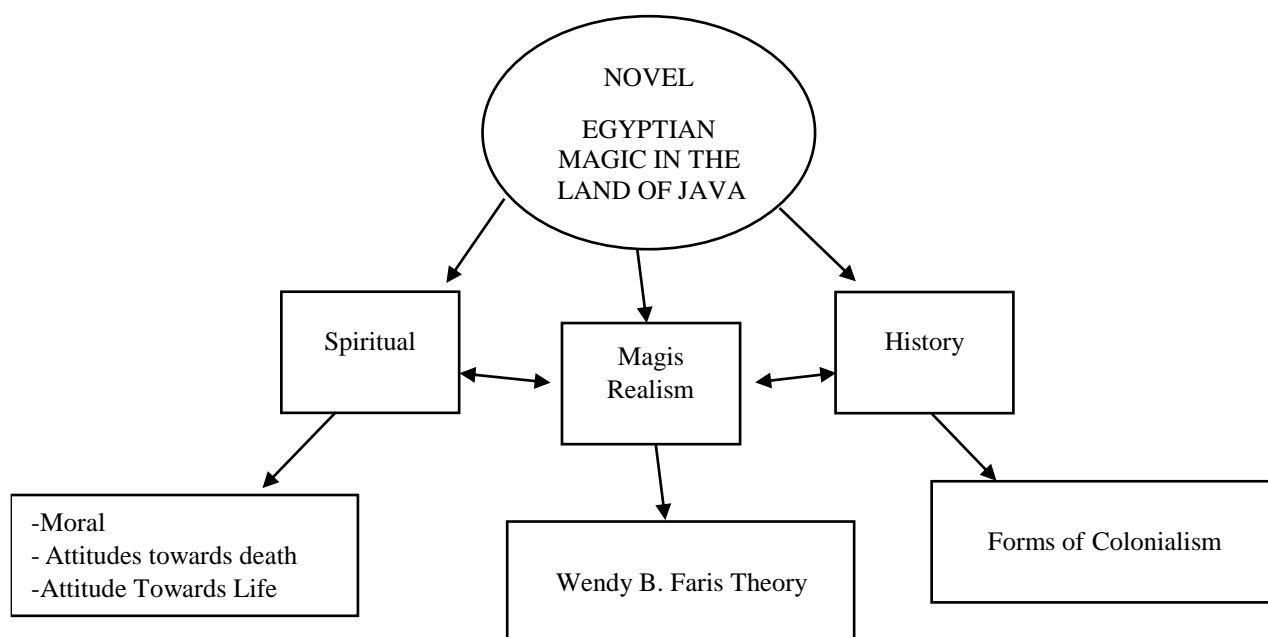 NOVEL
EGYPTIAN
MAGIC IN THE
LAND OF JAVA
Spiritual
Magis
Realism
History
-Moral
- Attitudes towards death
-Attitude Towards Life
Wendy B. Faris Theory
Forms of Colonialism